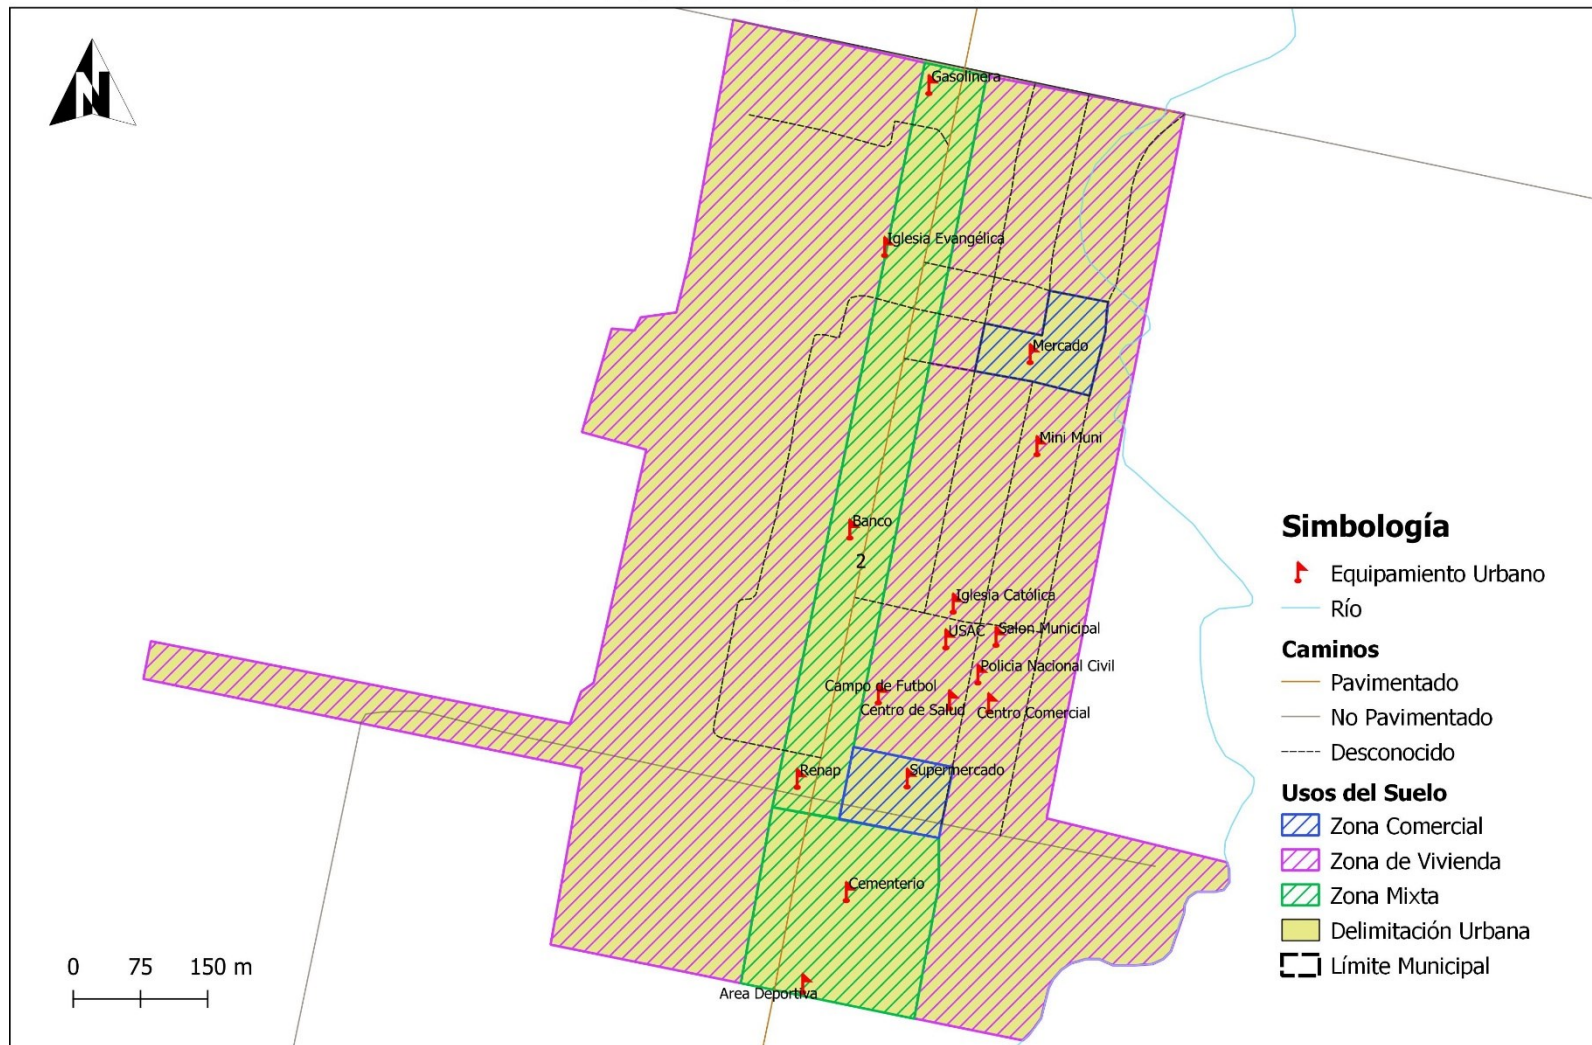 N
Gasolinera
Iglesia Evangélica
Mercado
Mini Muni
Banco
2
Iglesia Católica
USAC
Salon Municipal
Policia Nacional Civil
Campo de Futbol
Centro de Salud
Centro Comercial
Renap
Supermercado
Cementerio
Area Deportiva
0 75 150 m
Simbología
Equipamiento Urbano
Río
Caminos
Pavimentado
No Pavimentado
Desconocido
Usos del Suelo
Zona Comercial
Zona de Vivienda
Zona Mixta
Delimitación Urbana
Límite Municipal